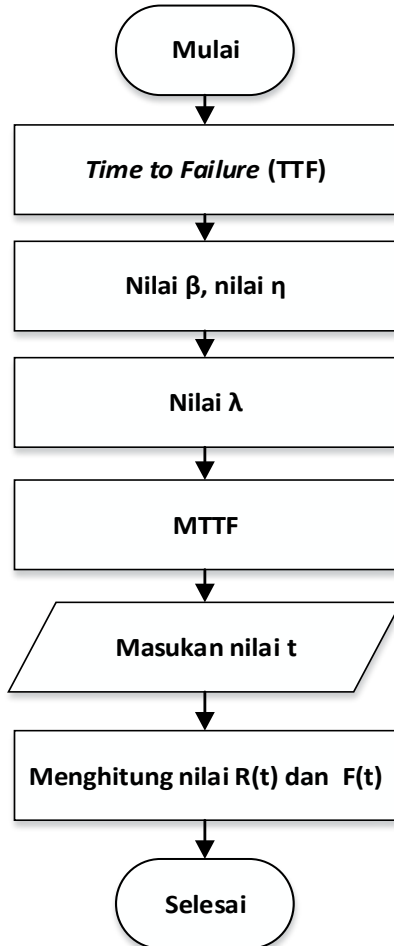 Mulai
Time to Failure (TTF)
Nilai β, nilai η
Nilai λ
MTTF
Masukan nilai t
Menghitung nilai R(t) dan F(t)
Selesai